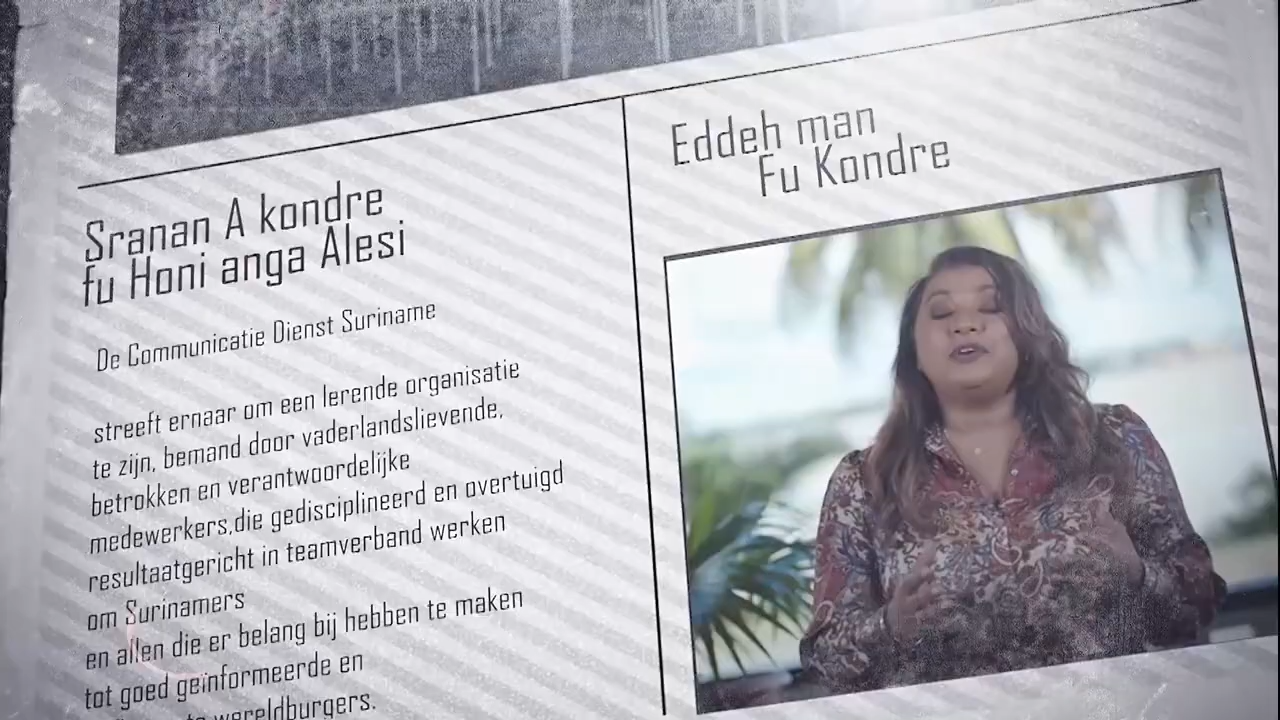 Sranan A kondre
fu Honi anga Alesi
De Communicatie Dienst Suriname
streeft ernaar om een lerende organisatie
te zijn, bemand door vaderlandslievende,
betrokken en verantwoordelijke
medewerkers,die gedisciplineerd en overtuigd
resultaatgericht in teamverband werken
om Surinamers
en allen die er belang bij hebben te maken
tot goed geïnformeerde en
wereldburgers.
Eddeh man
Fu Kondre